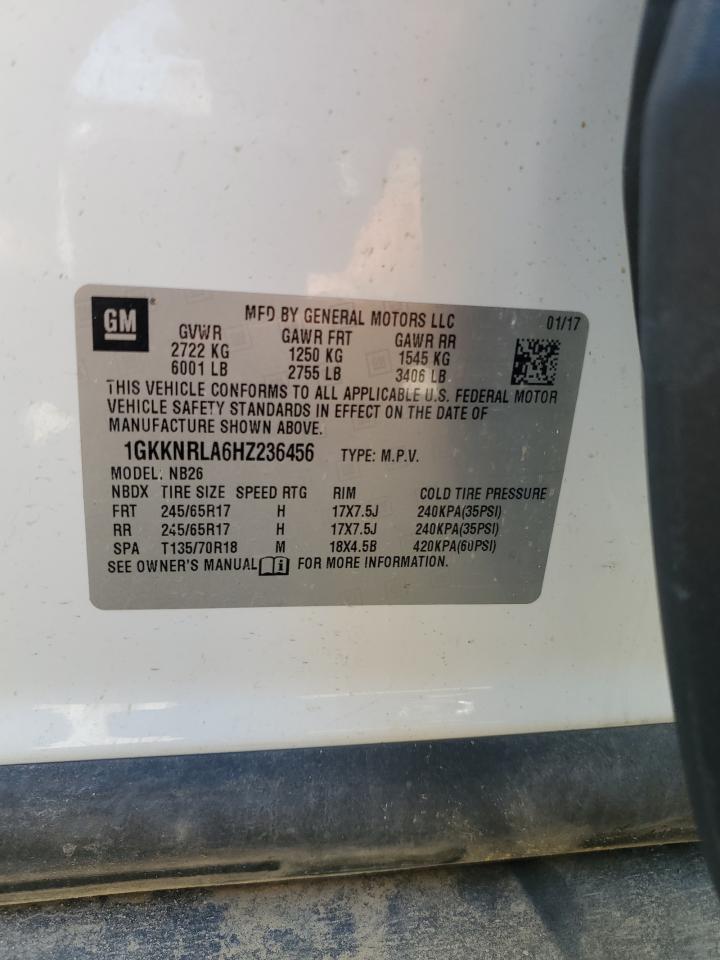 GM ®
MFD BY GENERAL MOTORS LLC 01/17
GVWR GAWR FRT GAWR RR
2722 KG 1250 KG 1545 KG
6001 LB 2755 LB 3406 LB
THIS VEHICLE CONFORMS TO ALL APPLICABLE U.S. FEDERAL MOTOR
VEHICLE SAFETY STANDARDS IN EFFECT ON THE DATE OF
MANUFACTURE SHOWN ABOVE.
1GKKNRLA6HZ236456 TYPE: M.P.V.
MODEL: NB26
NBDX TIRE SIZE SPEED RTG RIM COLD TIRE PRESSURE
FRT 245/65R17 H 17X7.5J 240KPA(35PSI)
RR 245/65R17 H 17X7.5J 240KPA(35PSI)
SPA T135/70R18 M 18X4.5B 420KPA(60PSI)
SEE OWNER'S MANUAL i FOR MORE INFORMATION.